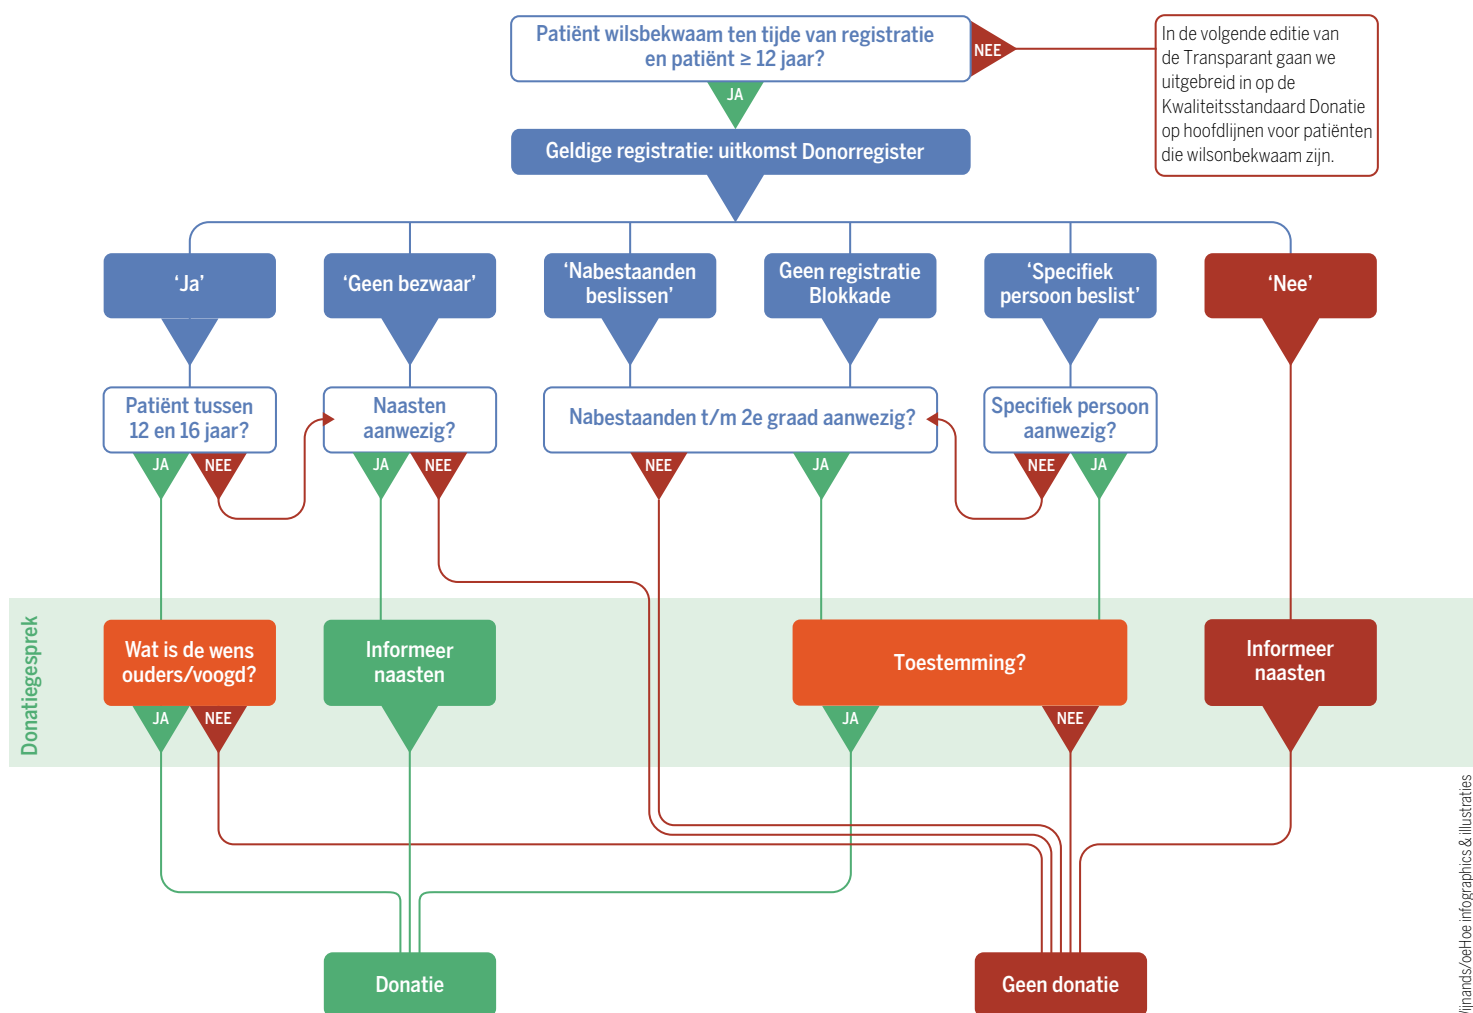 Patiënt wilsbekwaam ten tijde van registratie
en patiënt ≥ 12 jaar?
NEE
JA
In de volgende editie van
de Transparant gaan we
uitgebreid in op de
Kwaliteitsstandaard Donatie
op hoofdlijnen voor patiënten
die wilsonbekwaam zijn.
Geldige registratie: uitkomst Donorregister
‘Ja’
‘Geen bezwaar’
‘Nabestaanden
beslissen’
Geen registratie
Blokkade
‘Specifiek
persoon beslist’
‘Nee’
Patiënt tussen
12 en 16 jaar?
JA
NEE
Naasten
aanwezig?
JA
NEE
Nabestaanden t/m 2e graad aanwezig?
NEE
JA
Specifiek persoon
aanwezig?
NEE
JA
Donatiegesprek
Wat is de wens
ouders/voogd?
JA
NEE
Informeer
naasten
Toestemming?
JA
NEE
Informeer
naasten
Donatie
Geen donatie
/oeHoe infographics & illustraties